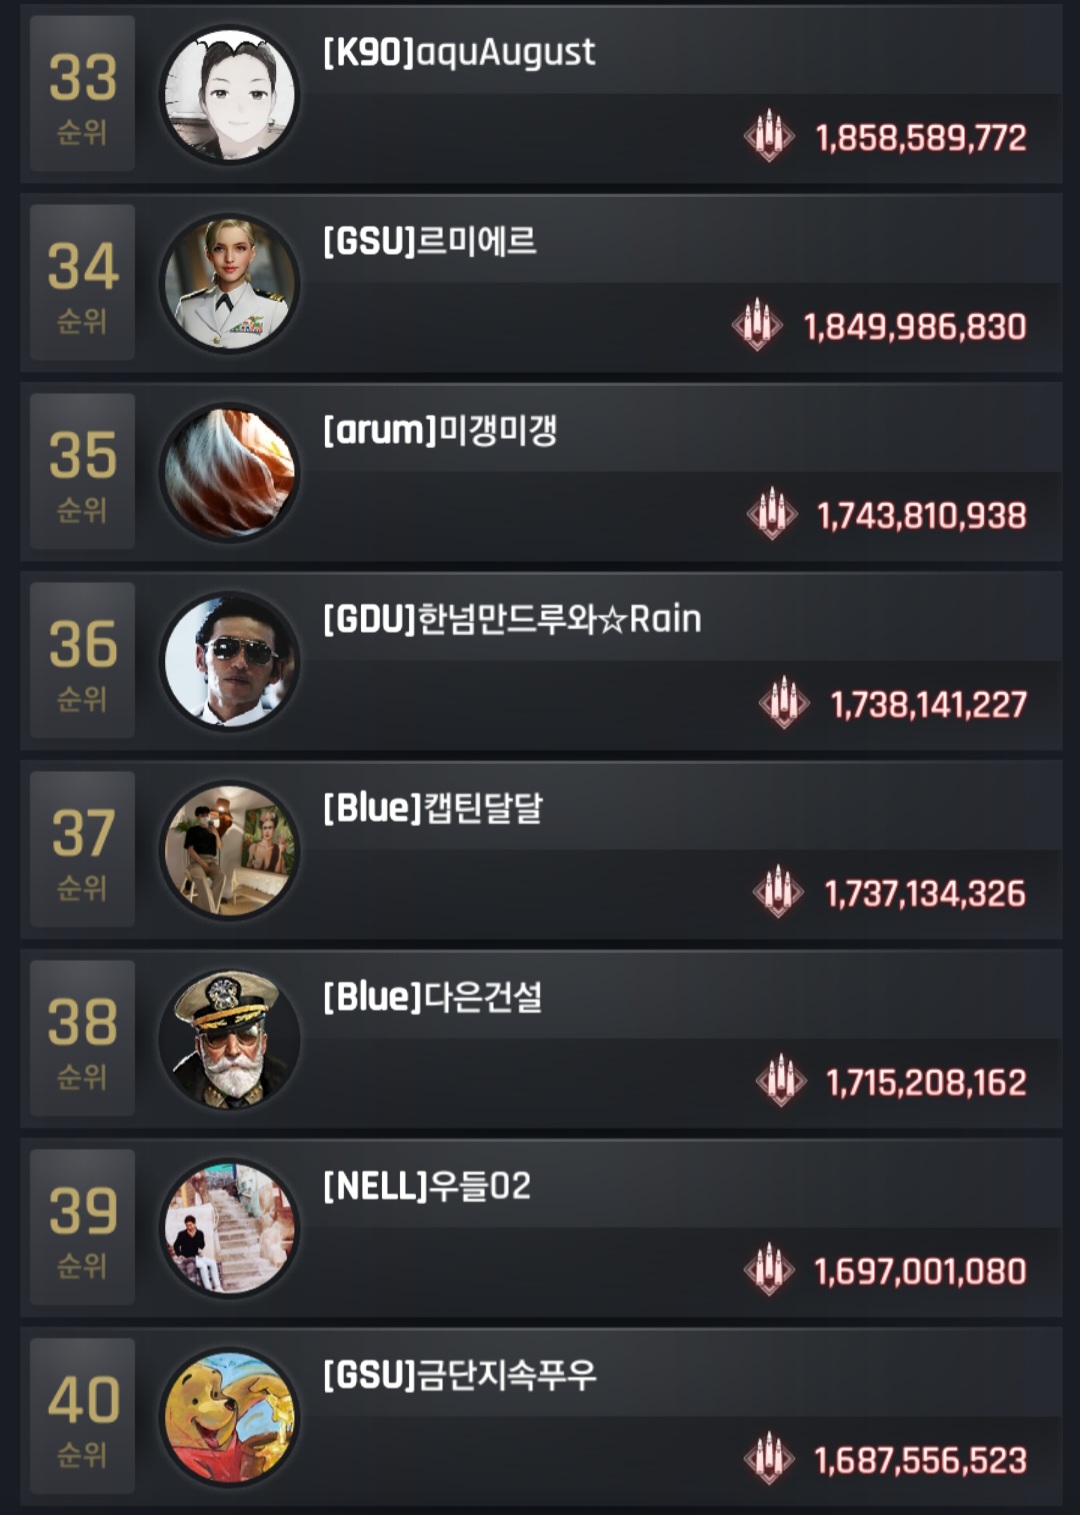 33
순위
[K90]aquAugust
1,858,589,772
34
순위
[GSU]르미에르
1,849,986,830
35
순위
[arum]미갱미갱
1,743,810,938
36
순위
[GDU]한넘만드루와☆Rain
1,738,141,227
37
순위
[Blue]캡틴달달
1,737,134,326
38
순위
[Blue]다은건설
1,715,208,162
39
순위
[NELL]우들02
1,697,001,080
40
순위
[GSU]금단지속푸우
1,687,556,523